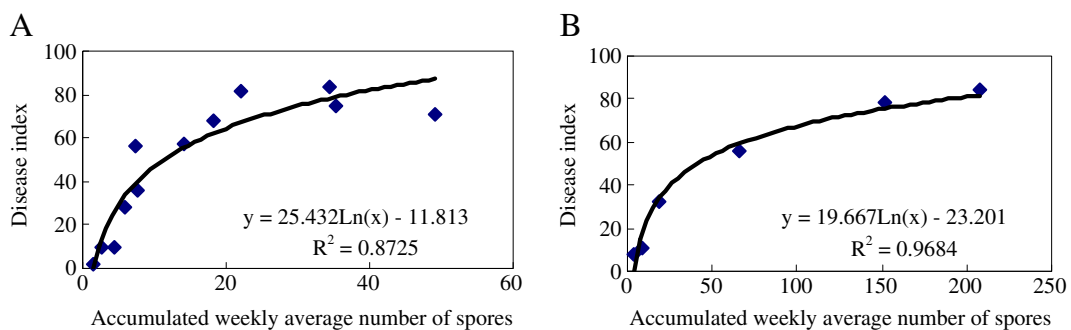 A
100
80
60
40
20
0
Disease index
y = 25.432Ln(x) - 11.813
R² = 0.8725
0 20 40 60
Accumulated weekly average number of spores
B
100
80
60
40
20
0
Disease index
y = 19.667Ln(x) - 23.201
R² = 0.9684
0 50 100 150 200 250
Accumulated weekly average number of spores